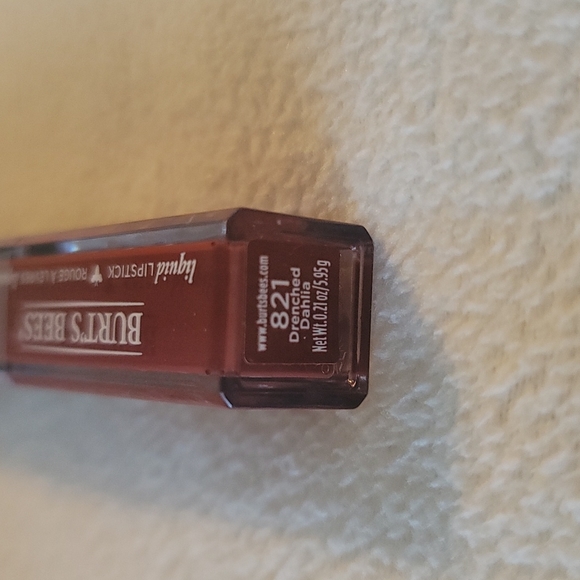 BURT'S BEES
liquid LIPSTICK
ROUGE À LÈVRES
www.burtsbees.com
821
Drenched
Dahlia
Net Wt. 0.21 oz/5.95g